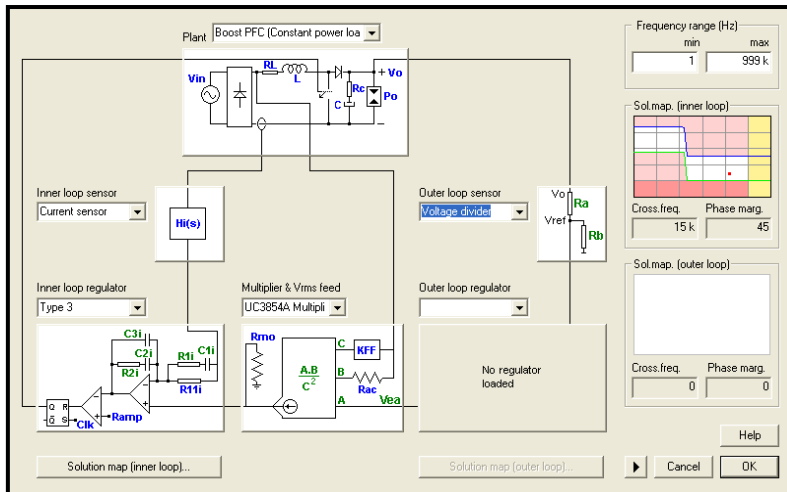 Plant Boost PFC (Constant power loa
Vin
RL
L
+ Vo
Rc
C
Po
−
Frequency range (Hz)
min max
1 999 k
Sol.map. (inner loop)
Cross.freq. Phase marg.
15 k 45
Inner loop sensor
Current sensor
Hi(s)
Outer loop sensor
Voltage divider
Vo
Ra
Vref
Rb
Inner loop regulator
Type 3
Multiplier & Vrms feed
UC3854A Multipli
Outer loop regulator
Sol.map. (outer loop)
Cross.freq. Phase marg.
0 0
C3i
C2i
R2i
R1i C1i
R11i
Q R
Q S
Clk
Ramp
Rmo
A.B
C²
C
B
A
KFF
Rac
Vea
No regulator
loaded
Help
Solution map (inner loop)...
Solution map (outer loop)...
Cancel OK